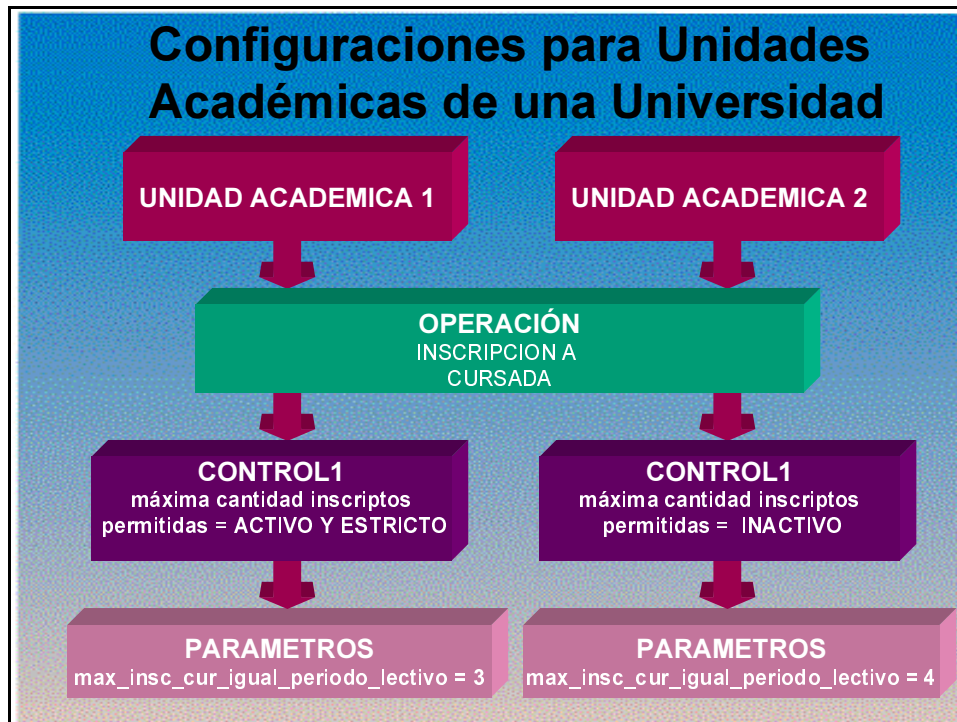 Configuraciones para Unidades
Académicas de una Universidad
UNIDAD ACADEMICA 1
UNIDAD ACADEMICA 2
OPERACIÓN
INSCRIPCION A
CURSADA
CONTROL1
máxima cantidad inscriptos
permitidas = ACTIVO Y ESTRICTO
CONTROL1
máxima cantidad inscriptos
permitidas = INACTIVO
PARAMETROS
max_insc_cur_igual_periodo_lectivo = 3
PARAMETROS
max_insc_cur_igual_periodo_lectivo = 4